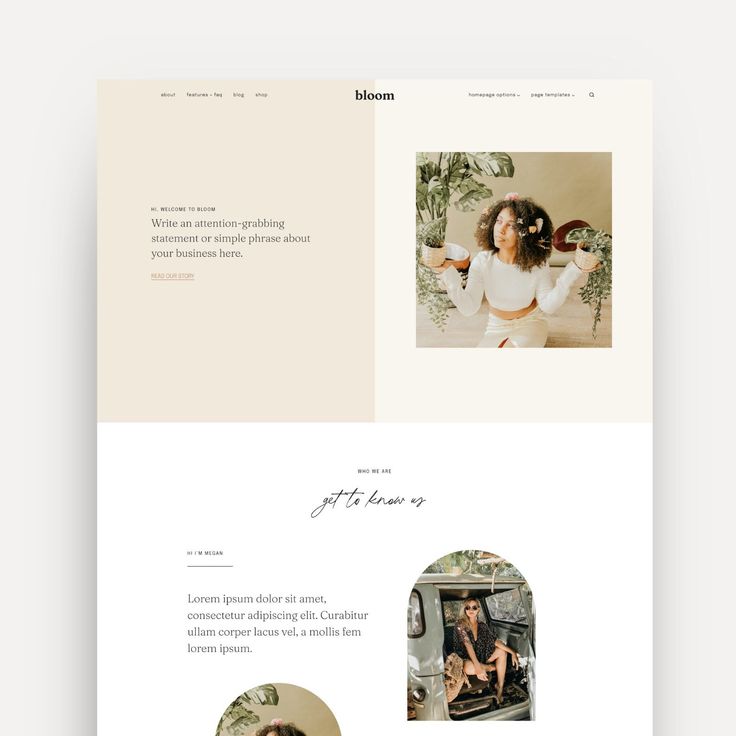 about features + faq blog shop bloom homepage options page templates
HI, WELCOME TO BLOOM
Write an attention-grabbing
statement or simple phrase about
your business here.
READ OUR STORY
WHO WE ARE
get to know us
HI I'M MEGAN
Lorem ipsum dolor sit amet,
consectetur adipiscing elit. Curabitur
ullam corper lacus vel, a mollis fem
lorem ipsum.